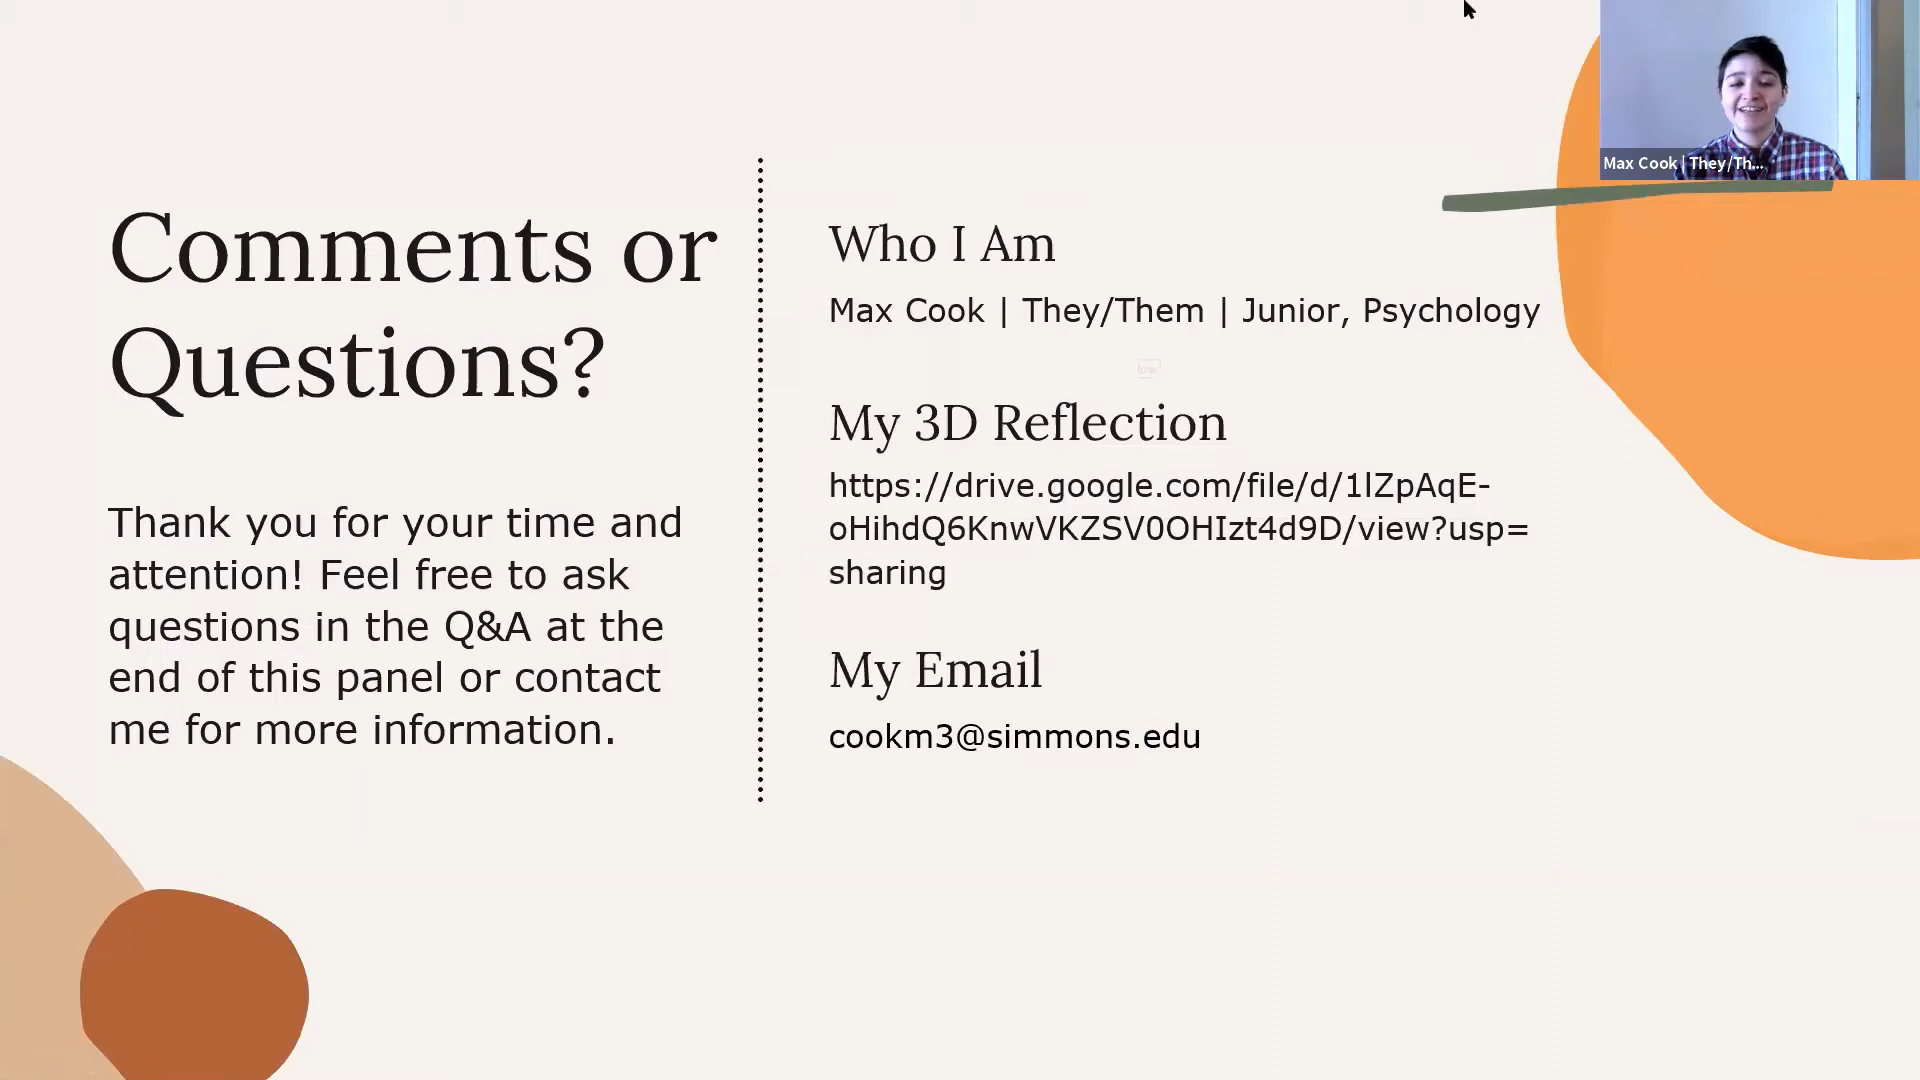 Comments or
Questions?
Thank you for your time and
attention! Feel free to ask
questions in the Q&A at the
end of this panel or contact
me for more information.
Who I Am
Max Cook | They/Them | Junior, Psychology
My 3D Reflection
https://drive.google.com/file/d/1lZpAqE-
oHihdQ6KnwVKZSV0OHIzt4d9D/view?usp=
sharing
My Email
cookm3@simmons.edu
Max Cook | They/Th...